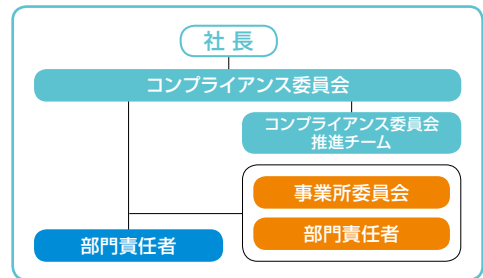 社 長
コンプライアンス委員会
コンプライアンス委員会
推進チーム
事業所委員会
部門責任者
部門責任者